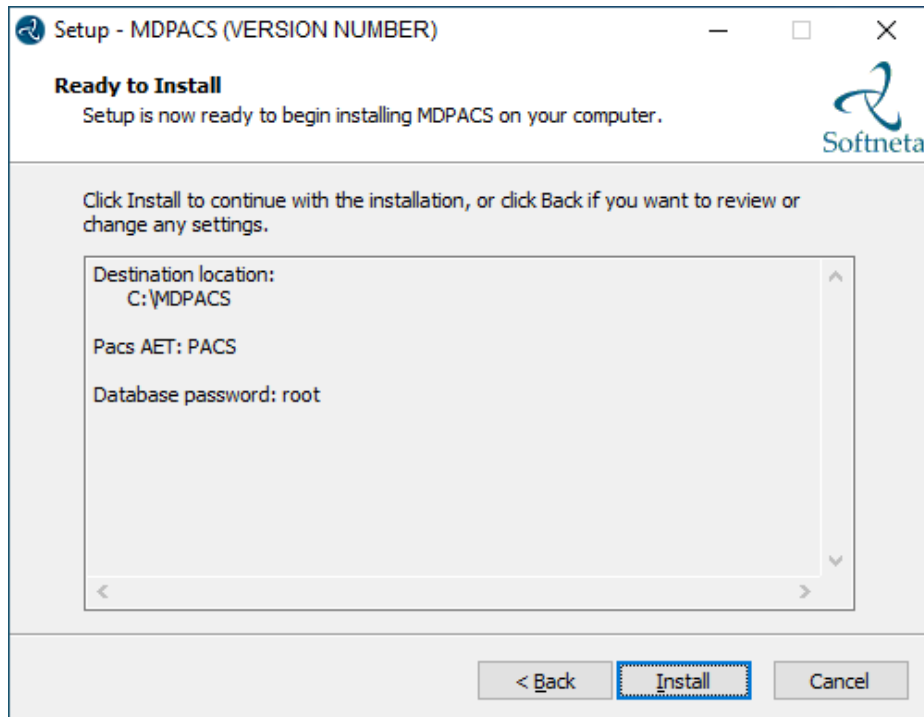 Setup - MDPACS (VERSION NUMBER)
Ready to Install
Setup is now ready to begin installing MDPACS on your computer.
Softneta
Click Install to continue with the installation, or click Back if you want to review or
change any settings.
Destination location:
C:\MDPACS
Pacs AET: PACS
Database password: root
< Back
Install
Cancel